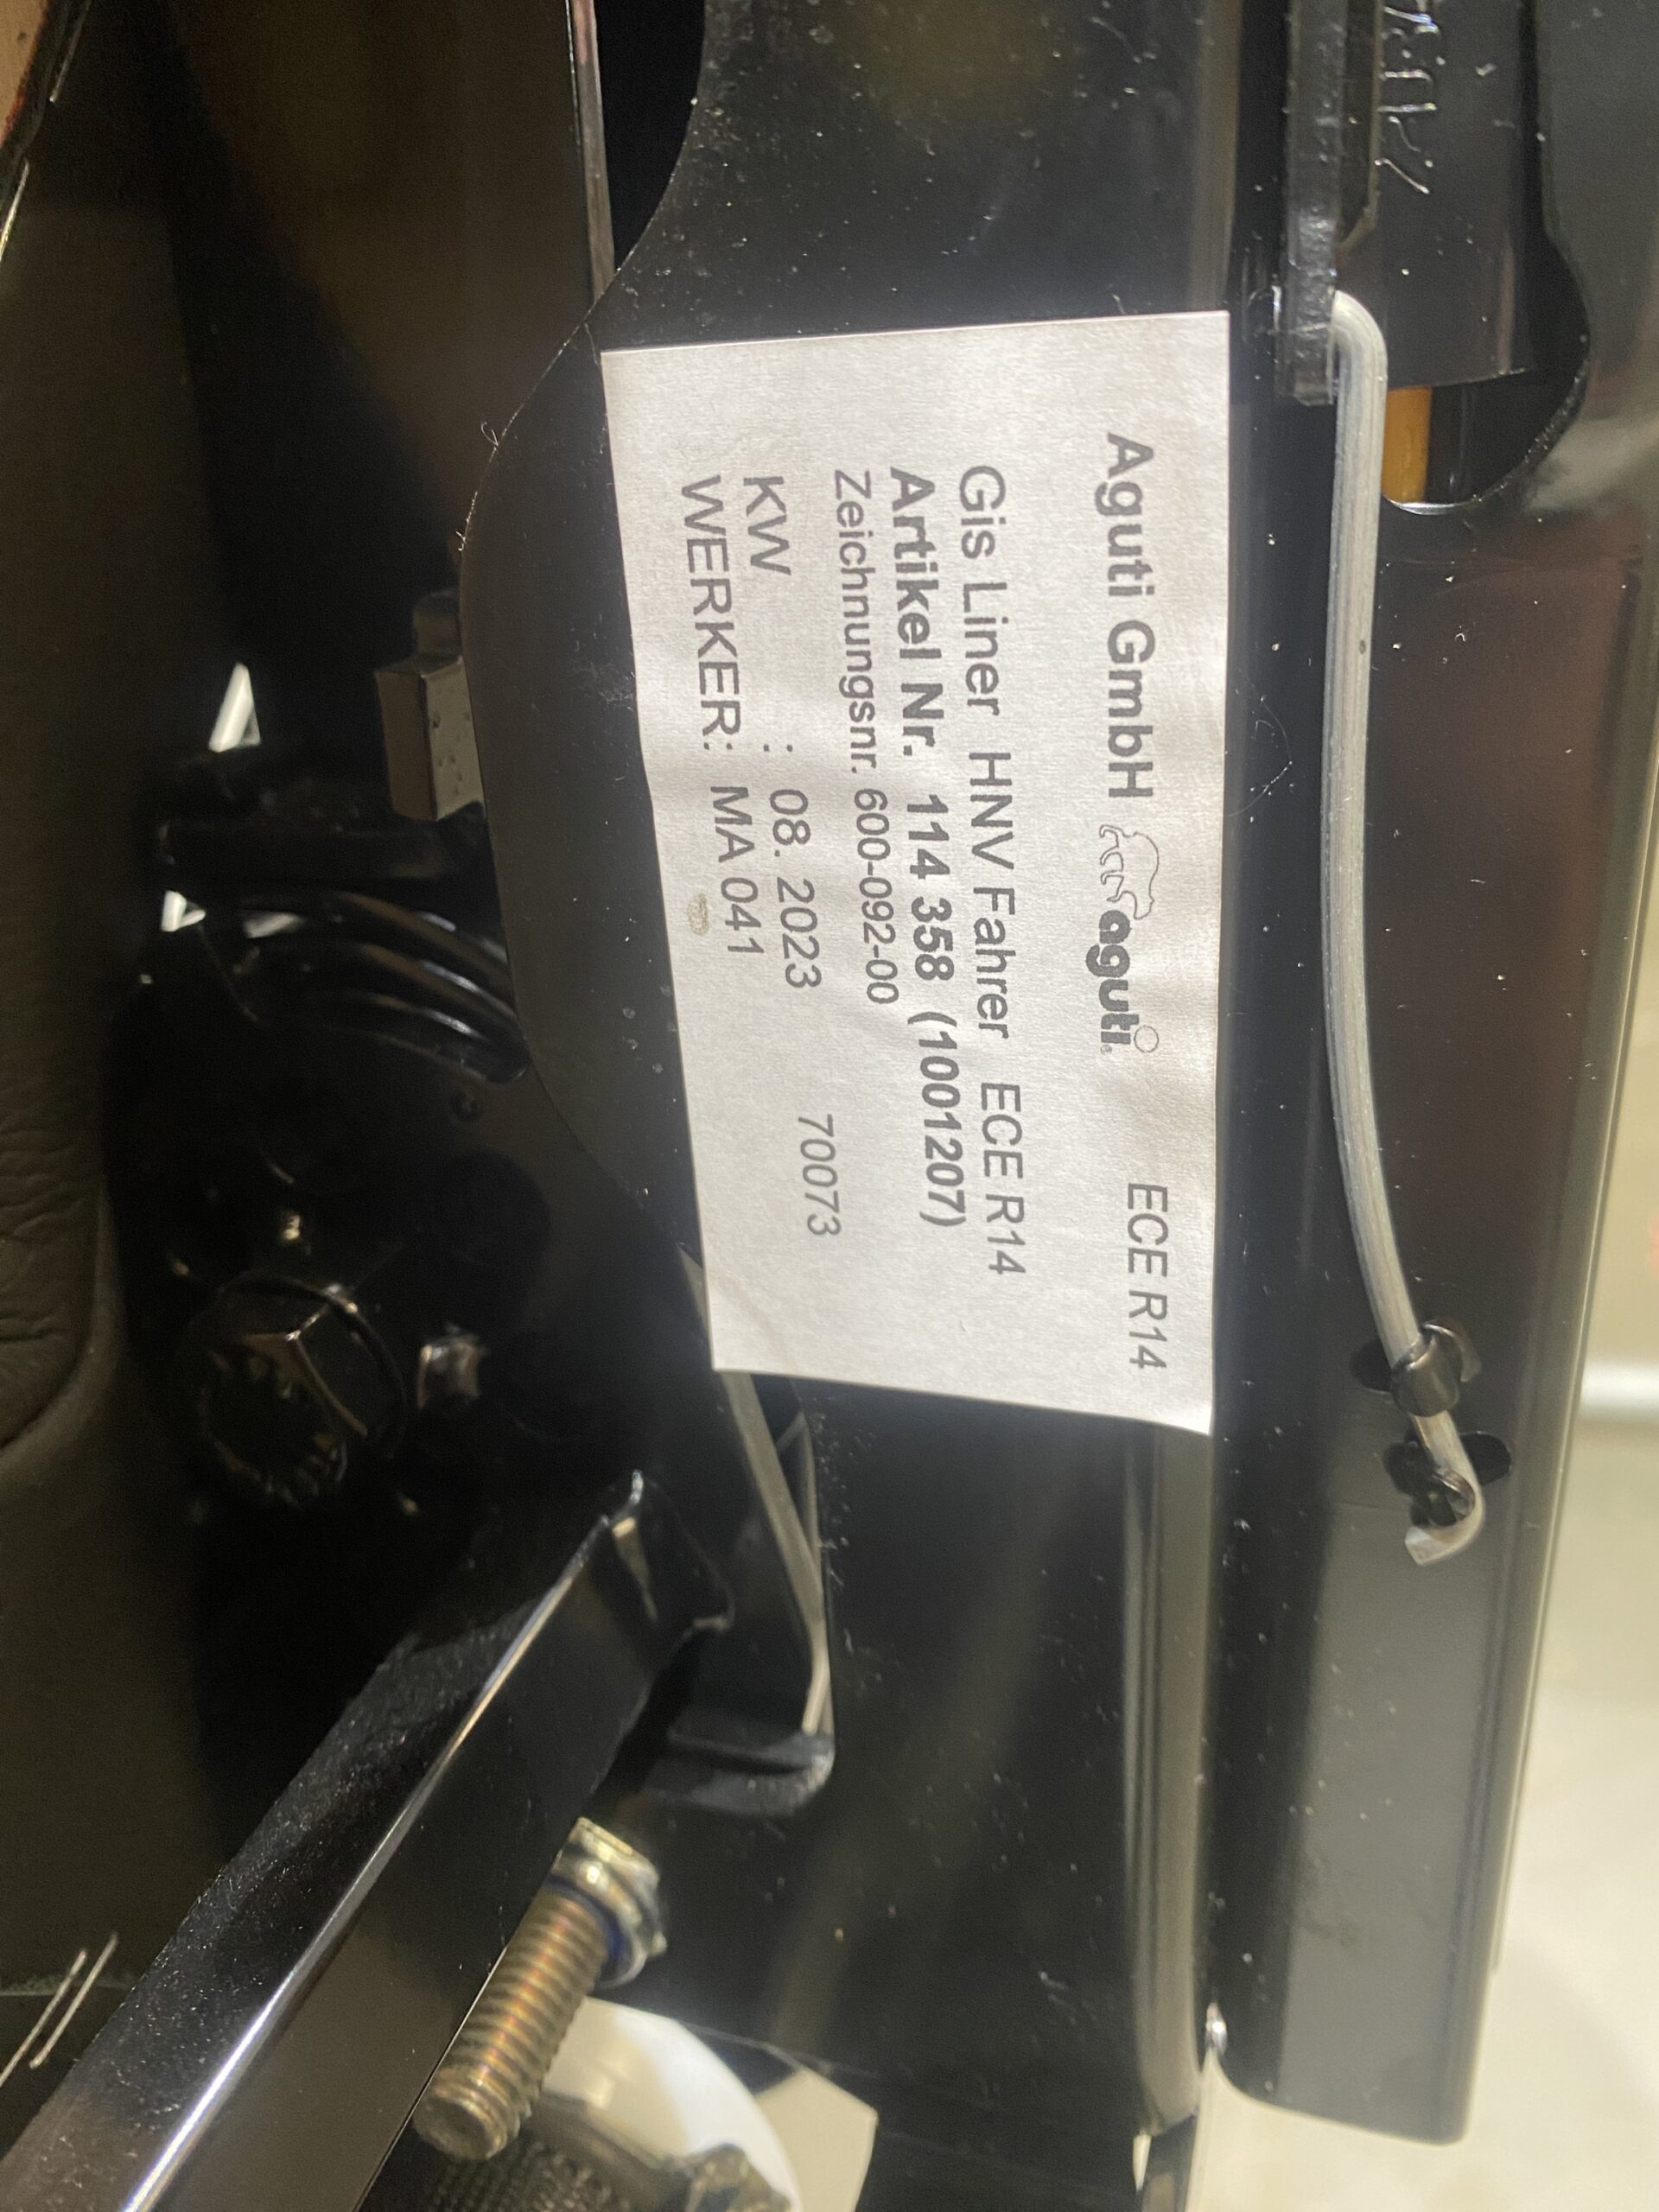 Aguti GmbH aguti ECE R14
Gis Liner HNV Fahrer ECE R14
Artikel Nr. 114 358 (1001207)
Zeichnungsnr. 600-092-00
KW : 08. 2023 70073
WERKER: MA 041